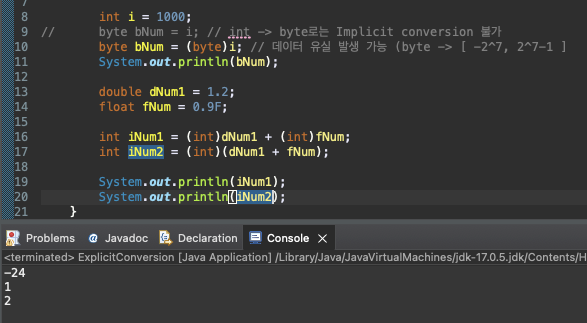 7
8 int i = 1000;
9 // byte bNum = i; // int -> byte로는 Implicit conversion 불가
10 byte bNum = (byte)i; // 데이터 유실 발생 가능 (byte -> [ -2^7, 2^7-1 ]
11 System.out.println(bNum);
12
13 double dNum1 = 1.2;
14 float fNum = 0.9F;
15
16 int iNum1 = (int)dNum1 + (int)fNum;
17 int iNum2 = (int)(dNum1 + fNum);
18
19 System.out.println(iNum1);
20 System.out.println(iNum2);
21 }
Problems @ Javadoc Declaration Console ×
<terminated> ExplicitConversion [Java Application] /Library/Java/JavaVirtualMachines/jdk-17.0.5.jdk/Contents/H
-24
1
2